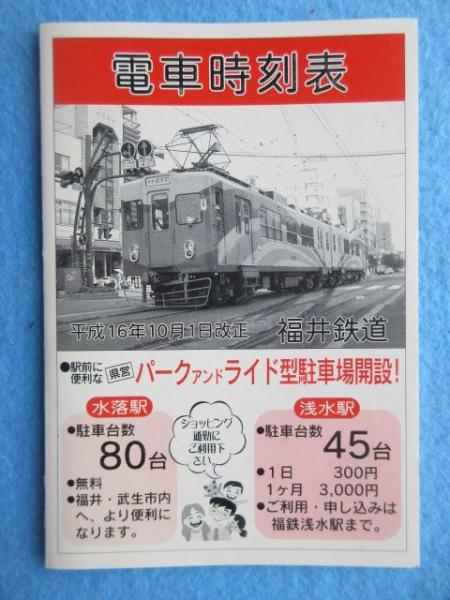 電車時刻表
平成16年10月1日改正
福井鉄道
●駅前に
便利な
県営
パークアンドライド型駐車場開設!
水落駅
●駐車台数
80台
●無料
●福井・武生市内
へ、より便利に
なります。
ショッピング
通勤に
ご利用下
さい
浅水駅
●駐車台数
45台
●1日 300円
1ヶ月 3,000円
●ご利用・申し込みは
福鉄浅水駅まで。